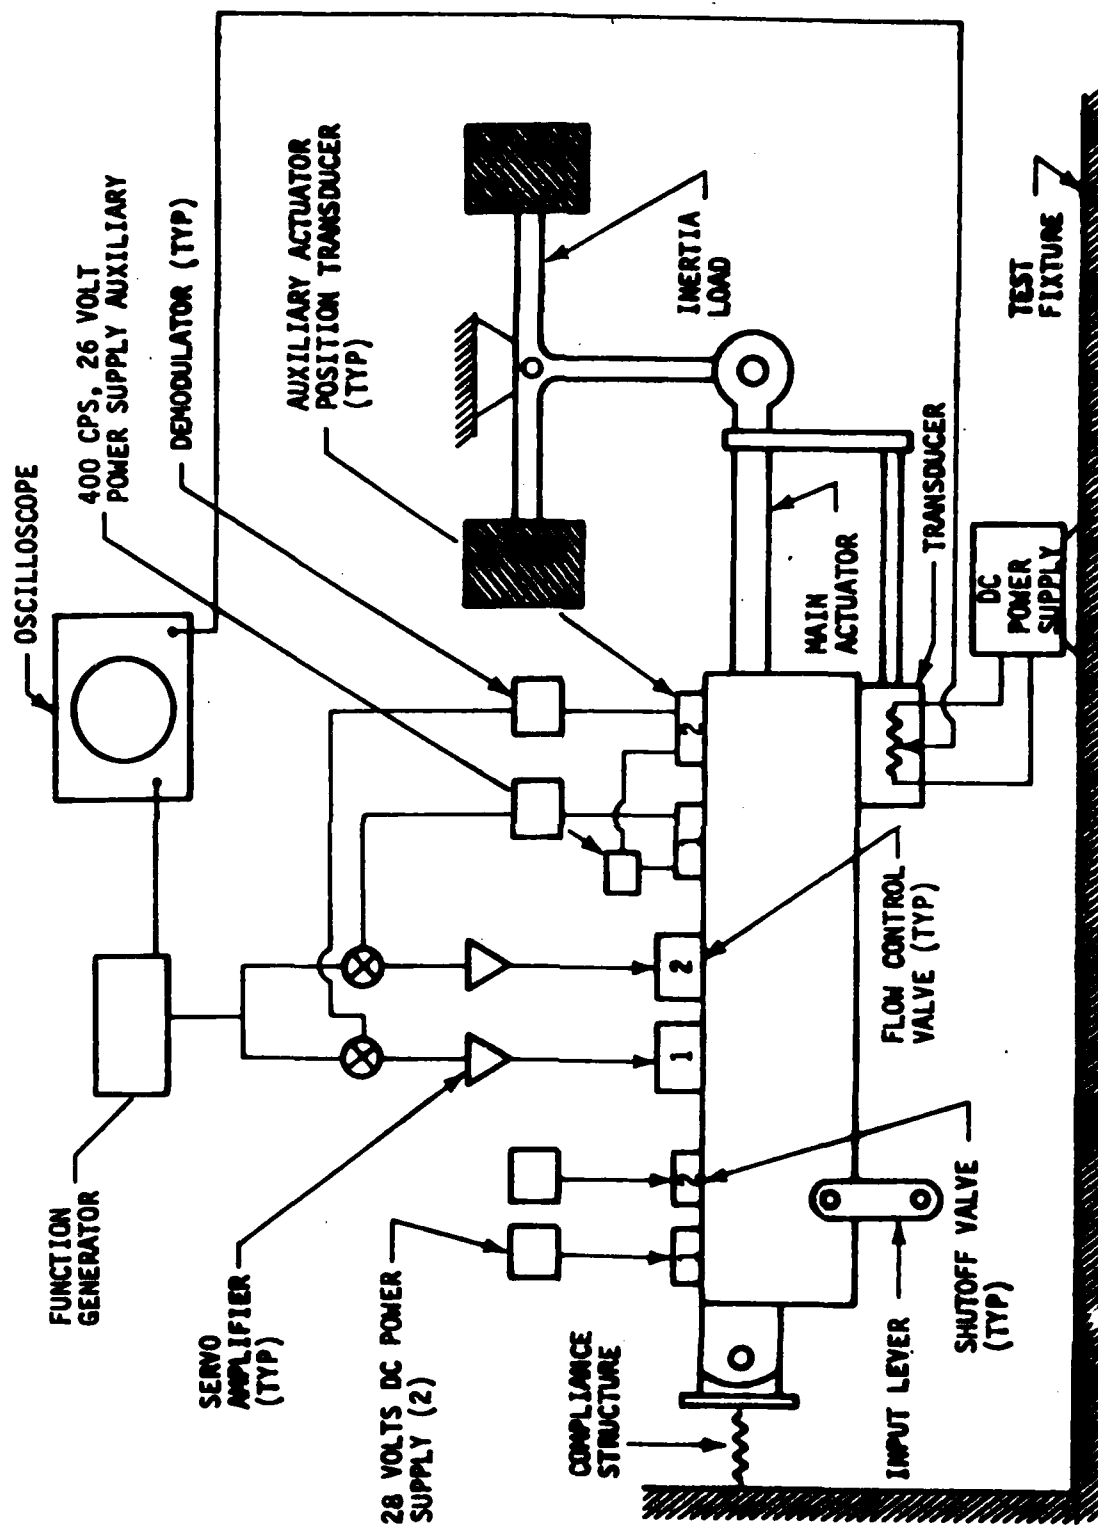 OSCILLOSCOPE
400 CPS, 26 VOLT
POWER SUPPLY AUXILIARY
DEMODULATOR (TYP)
AUXILIARY ACTUATOR
POSITION TRANSDUCER
(TYP)
FUNCTION
GENERATOR
SERVO
AMPLIFIER
(TYP)
28 VOLTS DC POWER
SUPPLY (2)
COMPLIANCE
STRUCTURE
INERTIA
LOAD
2
1
2
2
MAIN
ACTUATOR
TRANSDUCER
FLOW CONTROL
VALVE (TYP)
INPUT LEVER
SHUTOFF VALVE
(TYP)
DC
POWER
SUPPLY
TEST
FIXTURE